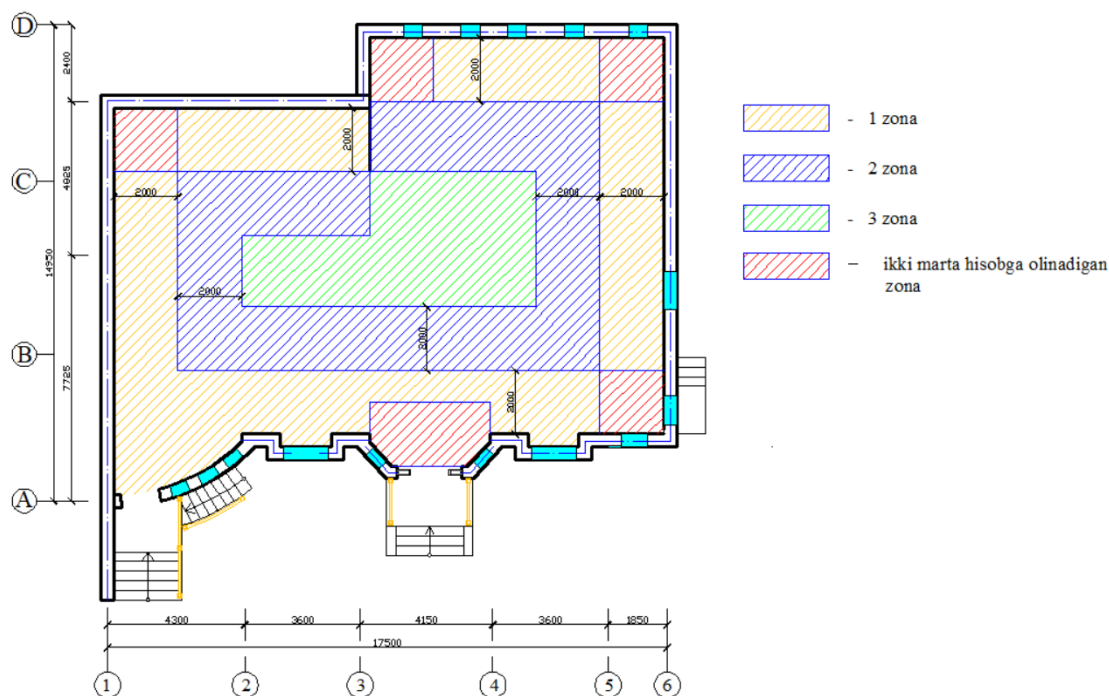 D
2400
2000
2000
C
4925
2000
2000
2000
14950
2000
2000
B
7725
2000
A
- 1 zona
- 2 zona
- 3 zona
– ikki marta hisobga olinadigan
zona
4300 3600 4150 3600 1850
17500
1 2 3 4 5 6